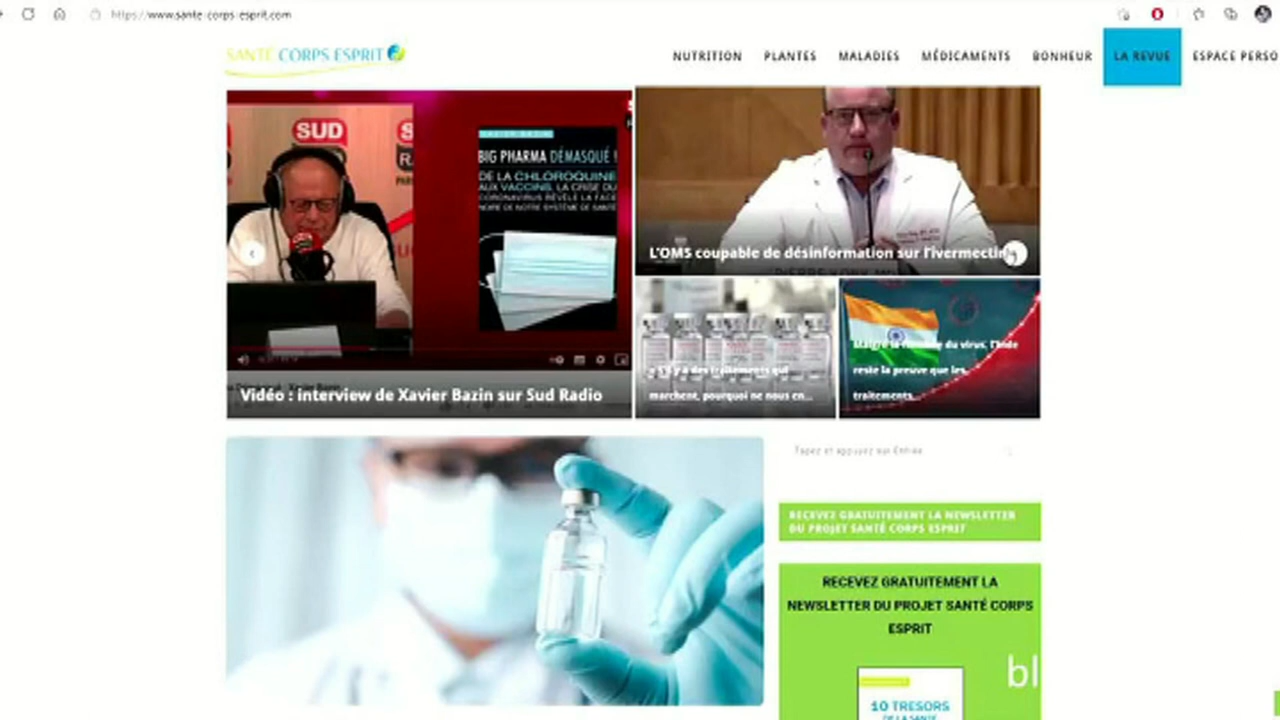 https://www.sante-corps-esprit.com
SANTÉ CORPS ESPRIT
NUTRITION PLANTES MALADIES MÉDICAMENTS BONHEUR LA REVUE ESPACE PERSO
SUD
BIG PHARMA DÉMASQUÉ !
DE LA CHLOROQUINE
AUX VACCINS, LA CRISE DU
CORONAVIRUS RÉVÈLE LA FACE
NOIRE DE NOTRE SYSTÈME DE SANTÉ
Vidéo : interview de Xavier Bazin sur Sud Radio
L'OMS coupable de désinformation sur l'ivermectin
« S'il y a des traitements qui
marchent, pourquoi ne nous en...
Malgré la du virus, l'Inde
reste la preuve que les
traitements...
Tapez et appuyez sur Entrée
RECEVEZ GRATUITEMENT LA NEWSLETTER
DU PROJET SANTÉ CORPS ESPRIT
RECEVEZ GRATUITEMENT LA
NEWSLETTER DU PROJET SANTÉ CORPS
ESPRIT
bl
10 TRESORS
DE LA SANTE